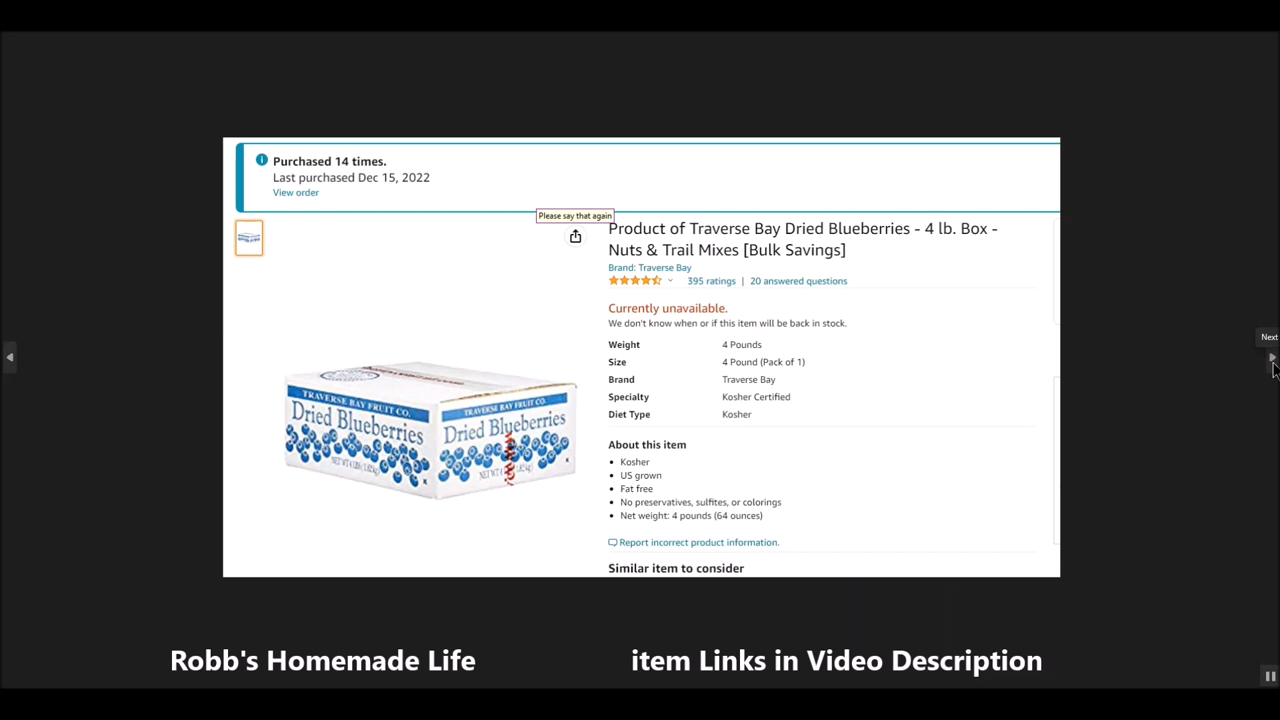 Purchased 14 times.
Last purchased Dec 15, 2022
View order
Please say that again
Product of Traverse Bay Dried Blueberries - 4 lb. Box -
Nuts & Trail Mixes [Bulk Savings]
Brand: Traverse Bay
395 ratings | 20 answered questions
Currently unavailable.
We don't know when or if this item will be back in stock.
Next
Weight 4 Pounds
Size 4 Pound (Pack of 1)
Brand Traverse Bay
Specialty Kosher Certified
Diet Type Kosher
TRAVERSE BAY FRUIT CO.
Dried Blueberries
TRAVERSE BAY FRUIT CO.
Dried Blueberries
About this item
• Kosher
• US grown
• Fat free
• No preservatives, sulfites, or colorings
• Net weight: 4 pounds (64 ounces)
Report incorrect product information.
Similar item to consider
Robb's Homemade Life
item Links in Video Description